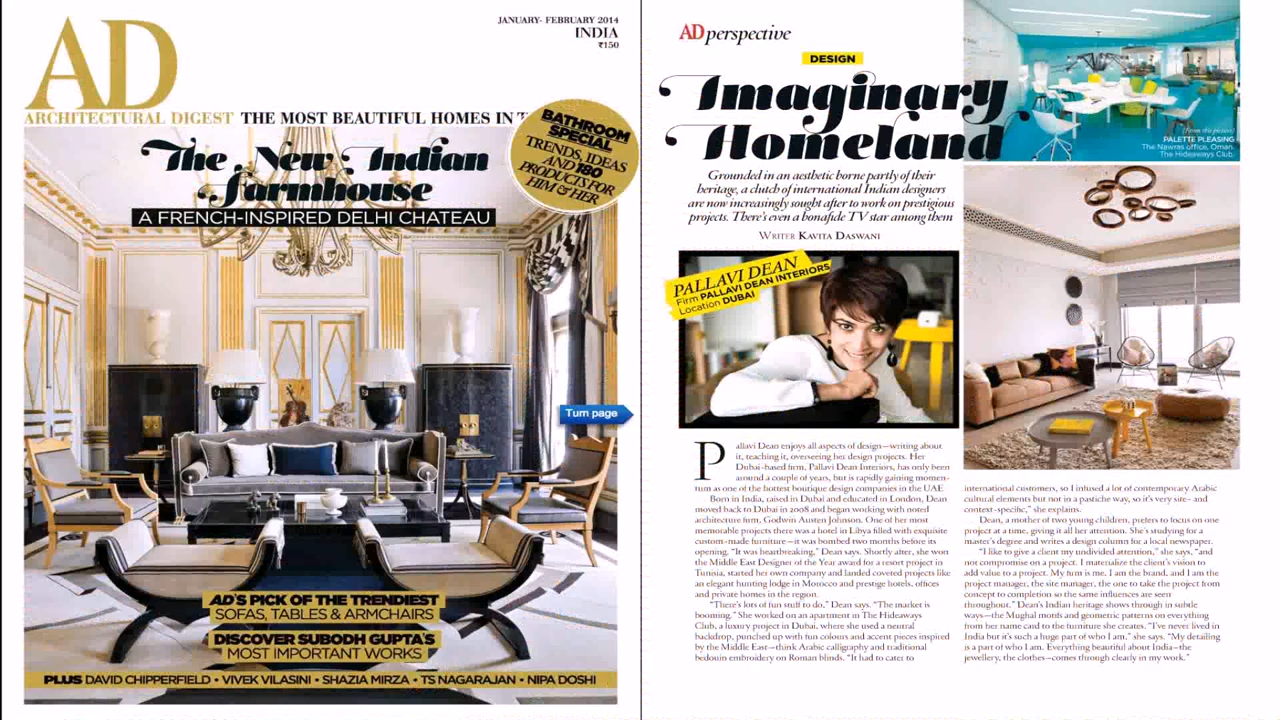 JANUARY- FEBRUARY 2014
INDIA
₹150
AD
ARCHITECTURAL DIGEST THE MOST BEAUTIFUL HOMES IN T
BATHROOM
SPECIAL
TRENDS, IDEAS
AND 180
PRODUCTS FOR
HIM & HER
The New Indian
Farmhouse
A FRENCH-INSPIRED DELHI CHATEAU
Turn page
AD'S PICK OF THE TRENDIEST
SOFAS, TABLES & ARMCHAIRS
DISCOVER SUBODH GUPTA'S
MOST IMPORTANT WORKS
PLUS DAVID CHIPPERFIELD • VIVEK VILASINI • SHAZIA MIRZA • TS NAGARAJAN • NIPA DOSHI
AD perspective
DESIGN
Imaginary
Homeland
Grounded in an aesthetic borne partly of their
heritage, a clutch of international Indian designers
are now increasingly sought after to work on prestigious
projects. There's even a bonafide TV star among them
WRITER KAVITA DASWANI
(From this picture)
PALETTE PLEASING
The Nawras office, Oman.
The Hideaways Club.
PALLAVI DEAN
Firm PALLAVI DEAN INTERIORS
Location DUBAI
Pallavi Dean enjoys all aspects of design—writing about
it, teaching it, overseeing her design projects. Her
Dubai-based firm, Pallavi Dean Interiors, has only been
around a couple of years, but is rapidly gaining momen-
tum as one of the hottest boutique design companies in the UAE
Born in India, raised in Dubai and educated in London, Dean
moved back to Dubai in 2008 and began working with noted
architecture firm, Godwin Austen Johnson. One of her most
memorable projects there was a hotel in Libya filled with exquisite
custom-made furniture—it was bombed two months before its
opening. "It was heartbreaking," Dean says. Shortly after, she won
the Middle East Designer of the Year award for a resort project in
Tunisia, started her own company and landed coveted projects like
an elegant hunting lodge in Morocco and prestige hotels, offices
and private homes in the region.
"There's lots of fun stuff to do," Dean says. "The market is
booming." She worked on an apartment in The Hideaways
Club, a luxury project in Dubai, where she used a neutral
backdrop, punched up with fun colours and accent pieces inspired
by the Middle East—think Arabic calligraphy and traditional
bedouin embroidery on Roman blinds. "It had to cater to
international customers, so I infused a lot of contemporary Arabic
cultural elements but not in a pastiche way, so it's very site- and
context-specific," she explains.
Dean, a mother of two young children, prefers to focus on one
project at a time, giving it all her attention. She's studying for a
master's degree and writes a design column for a local newspaper.
"I like to give a client my undivided attention," she says, "and
not compromise on a project. I materialize the client's vision to
add value to a project. My firm is me. I am the brand, and I am the
project manager, the site manager, the one to take the project from
concept to completion so the same influences are seen
throughout." Dean's Indian heritage shows through in subtle
ways—the Mughal motifs and geometric patterns on everything
from her name card to the furniture she creates. "I've never lived in
India but it's such a huge part of who I am," she says. "My detailing
is a part of who I am. Everything beautiful about India—the
jewellery, the clothes—comes through clearly in my work."